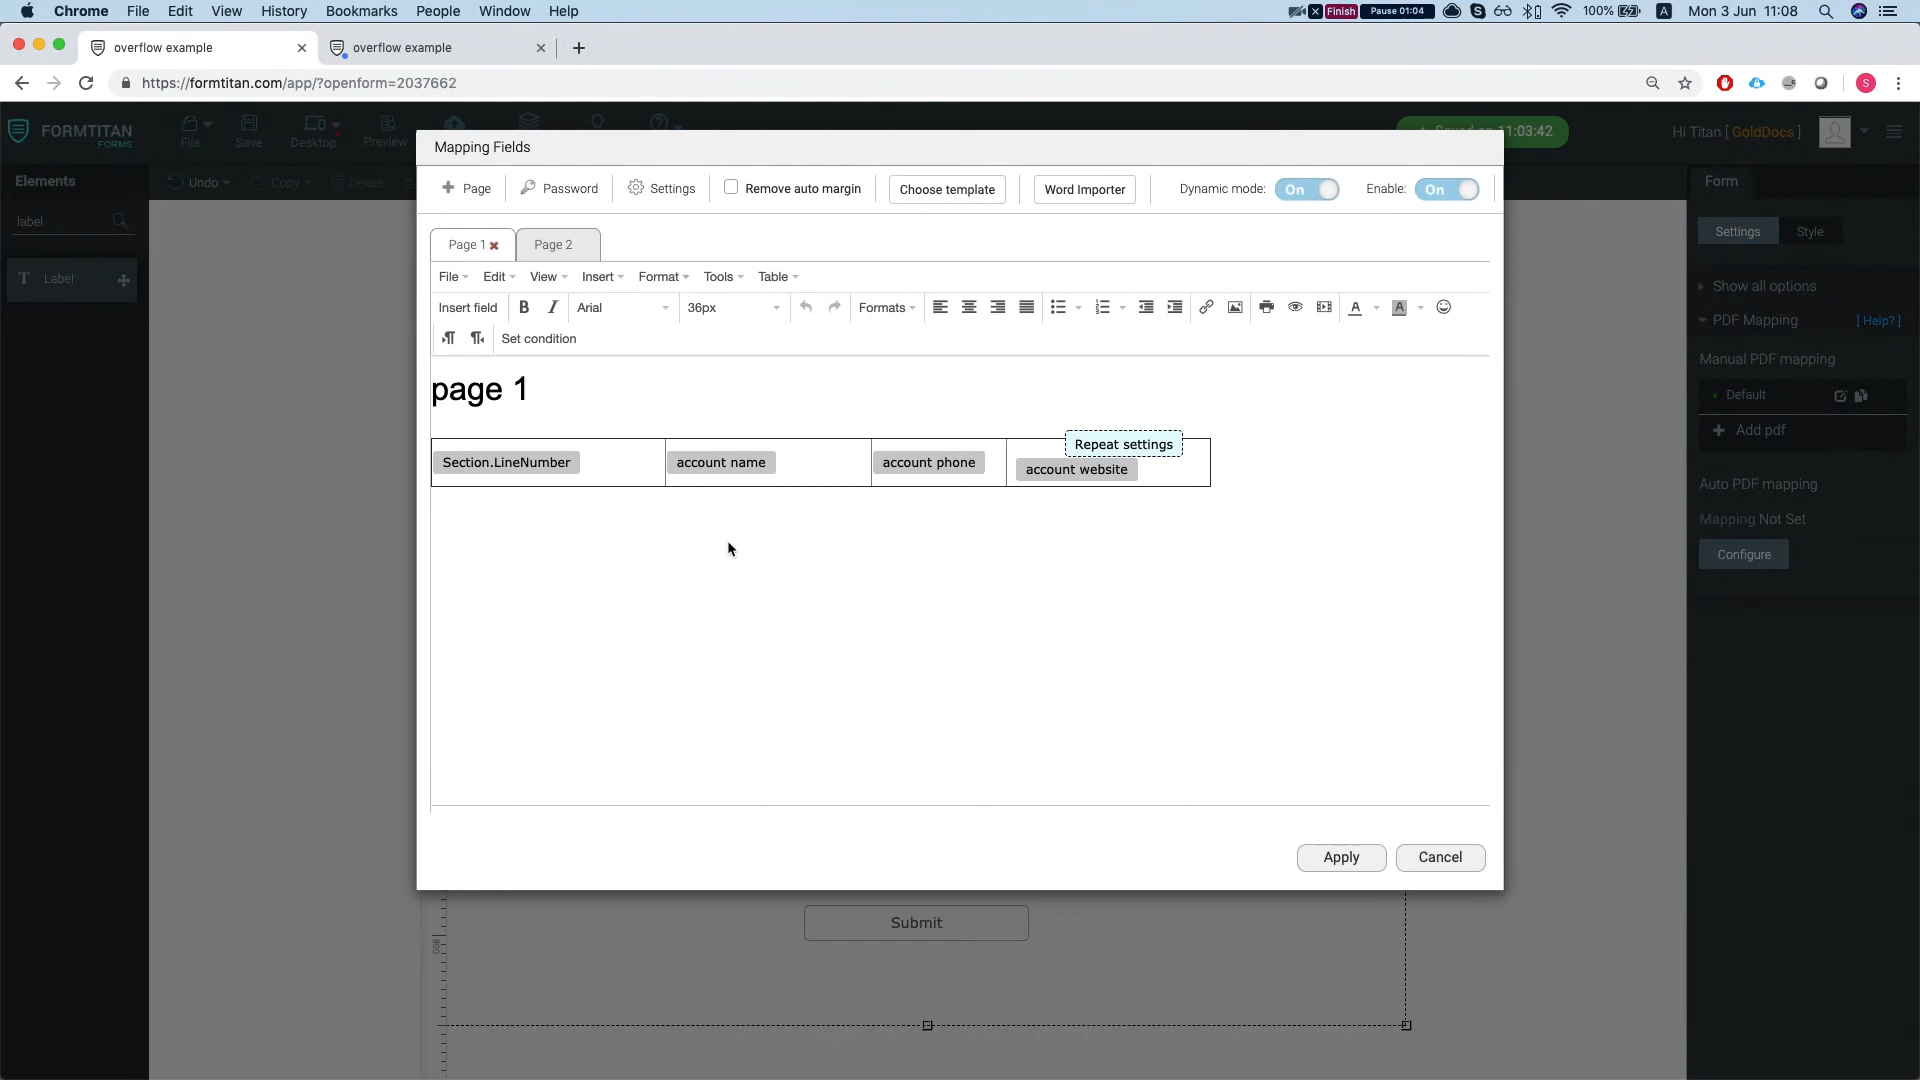 Chrome File Edit View History Bookmarks People Window Help Finish Pause 01:04 100% A Mon 3 Jun 11:08
overflow example overflow example
https://formtitan.com/app/?openform=2037662 S
FORMTITAN
FORMS
File Save Desktop Preview
11:03:42
Hi Titan [ GoldDocs ]
Mapping Fields
Elements Undo Copy Delete
Form
Page Password Settings Remove auto margin Choose template Word Importer Dynamic mode: On Enable: On
label
Settings Style
Page 1 Page 2
T Label
File Edit View Insert Format Tools Table
Show all options
Insert field B I Arial 36px Formats A A
PDF Mapping [ Help? ]
Set condition
Manual PDF mapping
page 1
Default
Add pdf
Repeat settings
Section.LineNumber account name account phone account website
Auto PDF mapping
Mapping Not Set
Configure
Apply Cancel
Submit
800